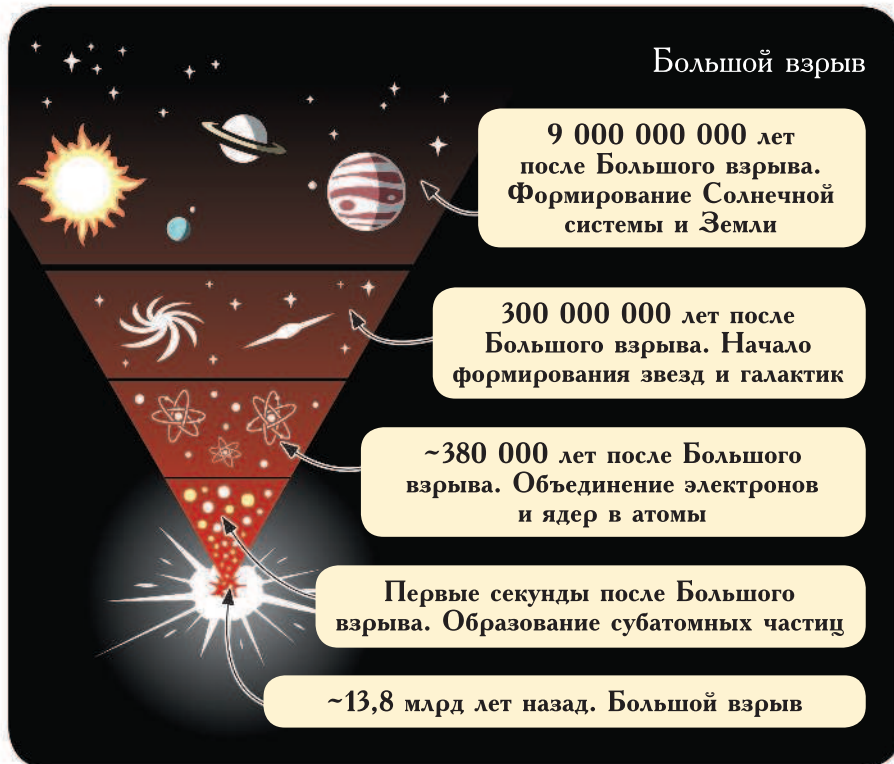 Большой взрыв
9 000 000 000 лет
после Большого взрыва.
Формирование Солнечной
системы и Земли
300 000 000 лет после
Большого взрыва. Начало
формирования звезд и галактик
~380 000 лет после Большого
взрыва. Объединение электронов
и ядер в атомы
Первые секунды после Большого
взрыва. Образование субатомных частиц
~13,8 млрд лет назад. Большой взрыв